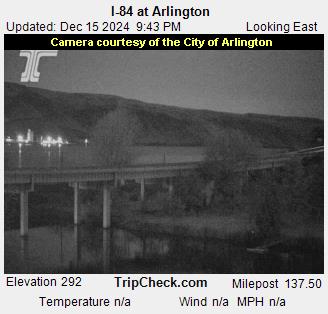 I-84 at Arlington
Updated: Dec 15 2024 9:43 PM Looking East
Camera courtesy of the City of Arlington
Elevation 292 TripCheck.com Milepost 137.50
Temperature n/a Wind n/a MPH n/a